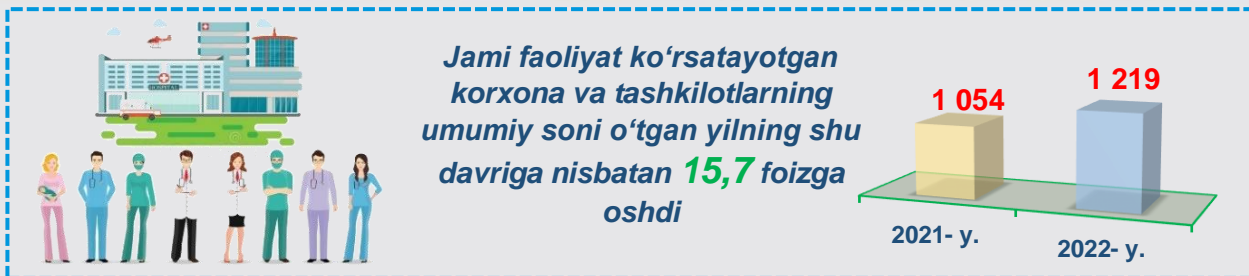 HOSPITAL
Jami faoliyat ko‘rsatayotgan
korxona va tashkilotlarning
umumiy soni o‘tgan yilning shu
davriga nisbatan 15,7 foizga
oshdi
1 054
1 219
2021- y.
2022- y.